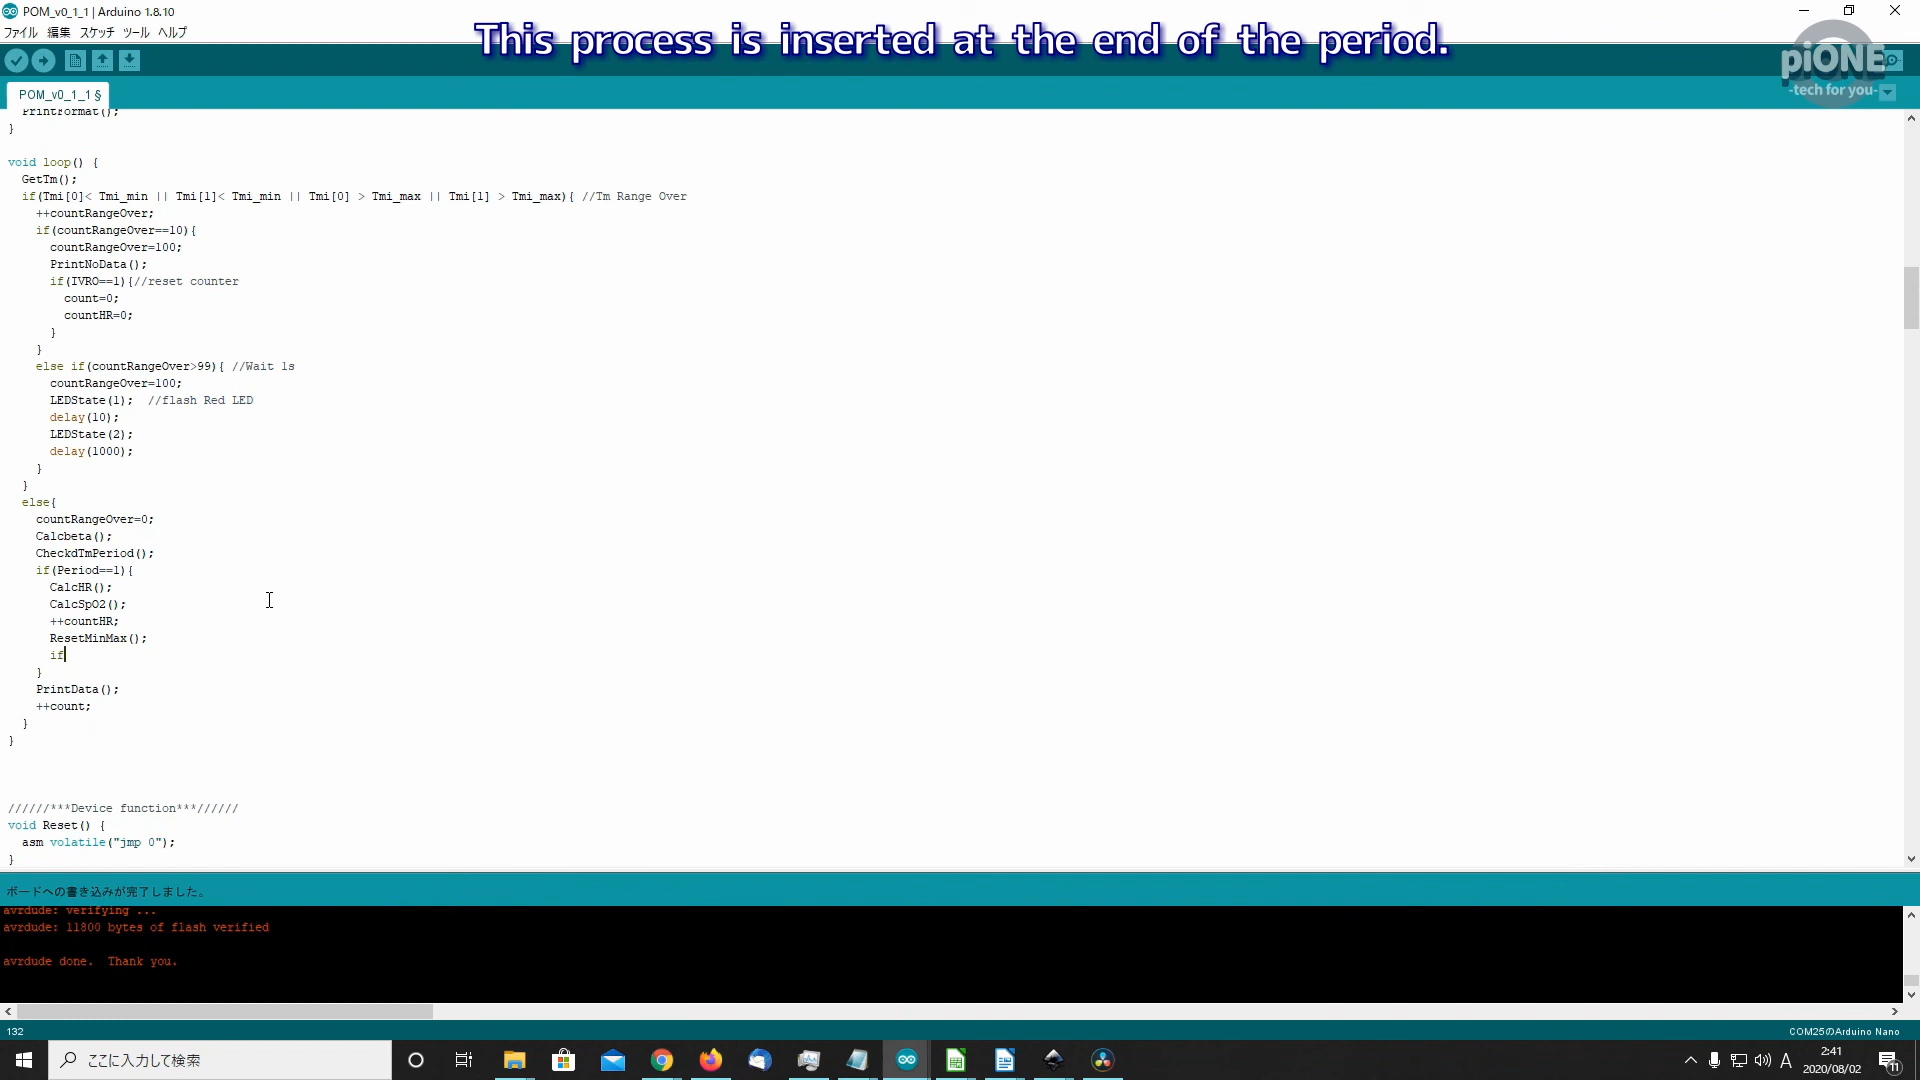 POM_v0_1_1 | Arduino 1.8.10
ファイル 編集 スケッチ ツール ヘルプ
This process is inserted at the end of the period.
piONE
-tech for you-
POM_v0_1_1 §
PrintFormat();
}
void loop() {
GetTm();
if(Tmi[0]< Tmi_min || Tmi[1]< Tmi_min || Tmi[0] > Tmi_max || Tmi[1] > Tmi_max){ //Tm Range Over
++countRangeOver;
if(countRangeOver==10){
countRangeOver=100;
PrintNoData();
if(IVRO==1){//reset counter
count=0;
countHR=0;
}
}
else if(countRangeOver>99){ //Wait 1s
countRangeOver=100;
LEDState(1);  //flash Red LED
delay(10);
LEDState(2);
delay(1000);
}
}
else{
countRangeOver=0;
Calcbeta();
CheckdTmPeriod();
if(Period==1){
CalcHR();
CalcSpO2();
++countHR;
ResetMinMax();
if
}
PrintData();
++count;
}
}
//////***Device function***//////
void Reset() {
asm volatile("jmp 0");
}
ボードへの書き込みが完了しました。
avrdude: verifying ...
avrdude: 11800 bytes of flash verified
avrdude done.  Thank you.
132
COM25のArduino Nano
ここに入力して検索
A
2:41
2020/08/02
11